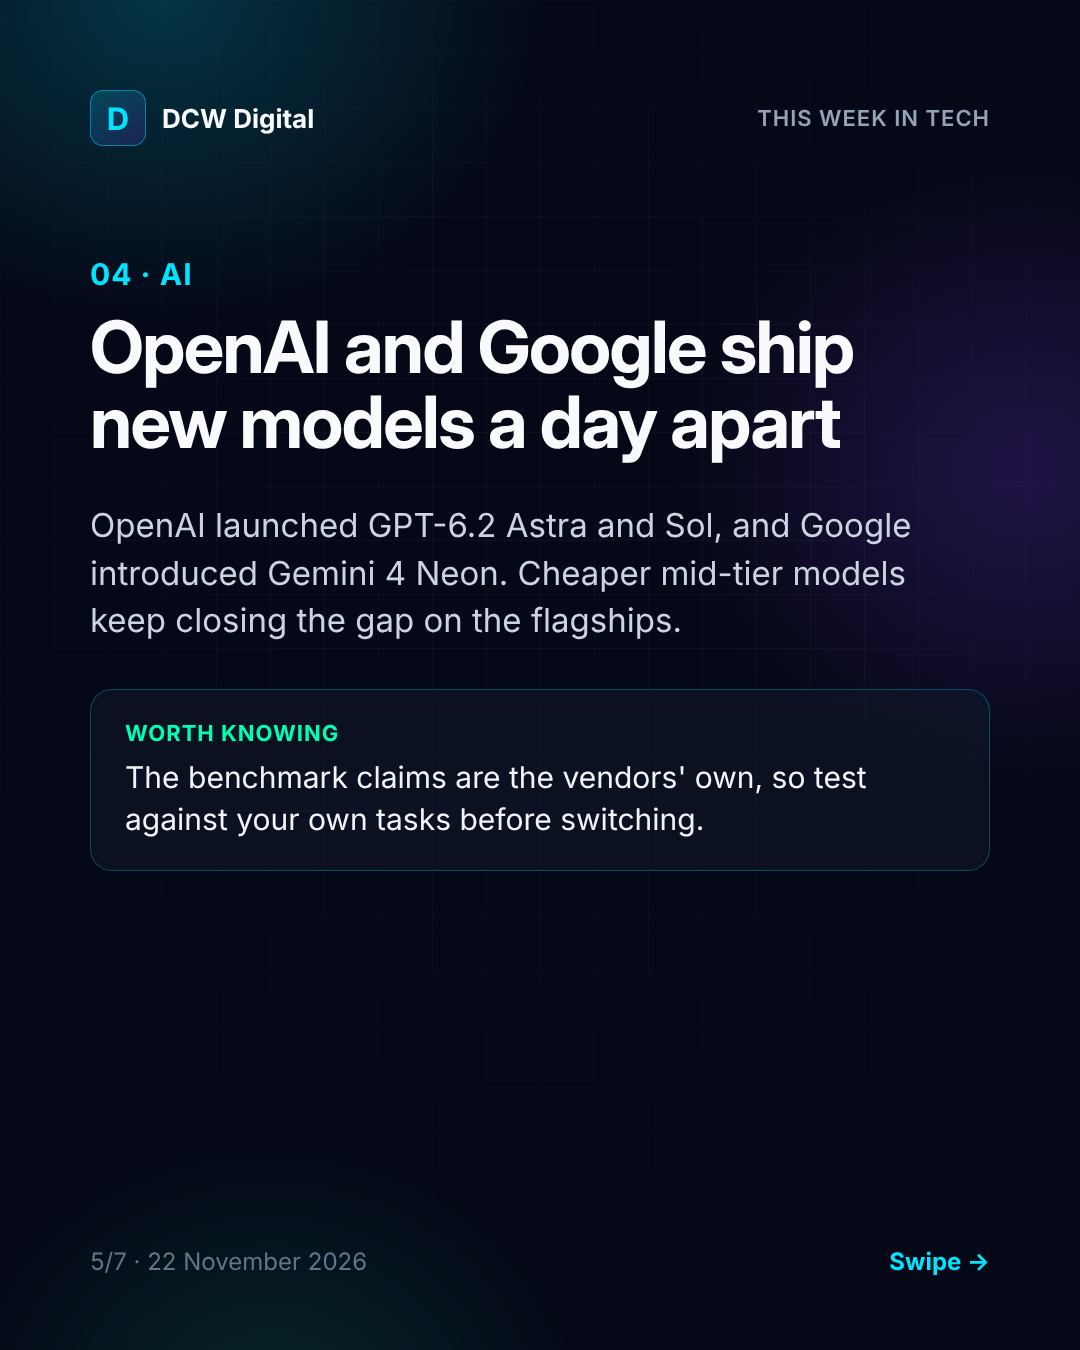 D
DCW Digital
THIS WEEK IN TECH
04 · AI
OpenAI and Google ship
new models a day apart
OpenAI launched GPT-6.2 Astra and Sol, and Google
introduced Gemini 4 Neon. Cheaper mid-tier models
keep closing the gap on the flagships.
WORTH KNOWING
The benchmark claims are the vendors' own, so test
against your own tasks before switching.
5/7 · 22 November 2026
Swipe →